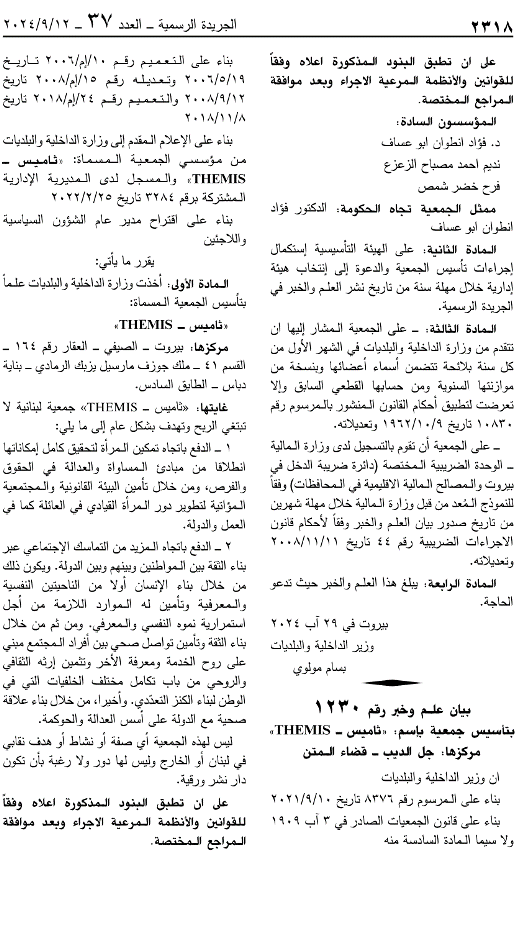 ٢٣١٨
الجريدة الرسمية ـ العدد ٣٧ ـ ٢٠٢٤/٩/١٢
على ان تطبق البنود المذكورة اعلاه وفقاً
للقوانين والأنظمة المرعية الاجراء وبعد موافقة
المراجع المختصة.
المؤسسون السادة:
د. فؤاد انطوان ابو عساف
نديم احمد مصباح الزعزع
فرح خضر شمص
ممثل الجمعية تجاه الحكومة: الدكتور فؤاد
انطوان ابو عساف
المادة الثانية: على الهيئة التأسيسية إستكمال
إجراءات تأسيس الجمعية والدعوة إلى إنتخاب هيئة
إدارية خلال مهلة سنة من تاريخ نشر العلم والخبر في
الجريدة الرسمية.
المادة الثالثة: ـ على الجمعية المشار إليها ان
تتقدم من وزارة الداخلية والبلديات في الشهر الأول من
كل سنة بلائحة تتضمن أسماء أعضائها وبنسخة من
موازنتها السنوية ومن حسابها القطعي السابق وإلا
تعرضت لتطبيق أحكام القانون المنشور بالمرسوم رقم
١٠٨٣٠ تاريخ ١٩٦٢/١٠/٩ وتعديلاته.
ـ على الجمعية أن تقوم بالتسجيل لدى وزارة المالية
ـ الوحدة الضريبية المختصة (دائرة ضريبة الدخل في
بيروت والمصالح المالية الاقليمية في المحافظات) وفقاً
للنموذج المُعد من قبل وزارة المالية خلال مهلة شهرين
من تاريخ صدور بيان العلم والخبر وفقاً لأحكام قانون
الاجراءات الضريبية رقم ٤٤ تاريخ ٢٠٠٨/١١/١١
وتعديلاته.
المادة الرابعة: يبلغ هذا العلم والخبر حيث تدعو
الحاجة.
بيروت في ٢٩ آب ٢٠٢٤
وزير الداخلية والبلديات
بسام مولوي
بيان علم وخبر رقم ١٢٣٠
بتأسيس جمعية بإسم: «ثاميس ـ THEMIS»
مركزها: جل الديب ـ قضاء المتن
ان وزير الداخلية والبلديات
بناء على المرسوم رقم ٨٣٧٦ تاريخ ٢٠٢١/٩/١٠
بناء على قانون الجمعيات الصادر في ٣ آب ١٩٠٩
ولا سيما المادة السادسة منه
بناء على التعميم رقم ١٠/إم/٢٠٠٦ تاريخ
٢٠٠٦/٥/١٩ وتعديله رقم ١٥/إم/٢٠٠٨ تاريخ
٢٠٠٨/٩/١٢ والتعميم رقم ٢٤/إم/٢٠١٨ تاريخ
٢٠١٨/١١/٨
بناء على الإعلام المقدم إلى وزارة الداخلية والبلديات
من مؤسسي الجمعية المسماة: «ثاميس ـ
THEMIS» والمسجل لدى المديرية الإدارية
المشتركة برقم ٣٢٨٤ تاريخ ٢٠٢٢/٢/٢٥
بناء على اقتراح مدير عام الشؤون السياسية
واللاجئين
يقرر ما يأتي:
المادة الأولى: أخذت وزارة الداخلية والبلديات علماً
بتأسيس الجمعية المسماة:
«ثاميس ـ THEMIS»
مركزها: بيروت ـ الصيفي ـ العقار رقم ١٦٤ ـ
القسم ٤١ ـ ملك جوزف مارسيل يزبك الرمادي ـ بناية
دباس ـ الطابق السادس.
غايتها: «ثاميس ـ THEMIS» جمعية لبنانية لا
تبتغي الربح وتهدف بشكل عام إلى ما يلي:
١ ـ الدفع باتجاه تمكين المرأة لتحقيق كامل إمكاناتها
انطلاقا من مبادئ المساواة والعدالة في الحقوق
والفرص، ومن خلال تأمين البيئة القانونية والمجتمعية
المؤاتية لتطوير دور المرأة القيادي في العائلة كما في
العمل والدولة.
٢ ـ الدفع باتجاه المزيد من التماسك الإجتماعي عبر
بناء الثقة بين المواطنين وبينهم وبين الدولة. ويكون ذلك
من خلال بناء الإنسان أولا من الناحيتين النفسية
والمعرفية وتأمين له الموارد اللازمة من أجل
استمرارية نموه النفسي والمعرفي. ومن ثم من خلال
بناء الثقة وتأمين تواصل صحي بين أفراد المجتمع مبني
على روح الخدمة ومعرفة الأخر وتثمين إرثه الثقافي
والروحي من باب تكامل مختلف الخلفيات التي في
الوطن لبناء الكنز التعدّدي. وأخيرا، من خلال بناء علاقة
صحية مع الدولة على أسس العدالة والحوكمة.
ليس لهذه الجمعية أي صفة أو نشاط أو هدف نقابي
في لبنان أو الخارج وليس لها دور ولا رغبة بأن تكون
دار نشر ورقية.
على ان تطبق البنود المذكورة اعلاه وفقاً
للقوانين والأنظمة المرعية الاجراء وبعد موافقة
المراجع المختصة.